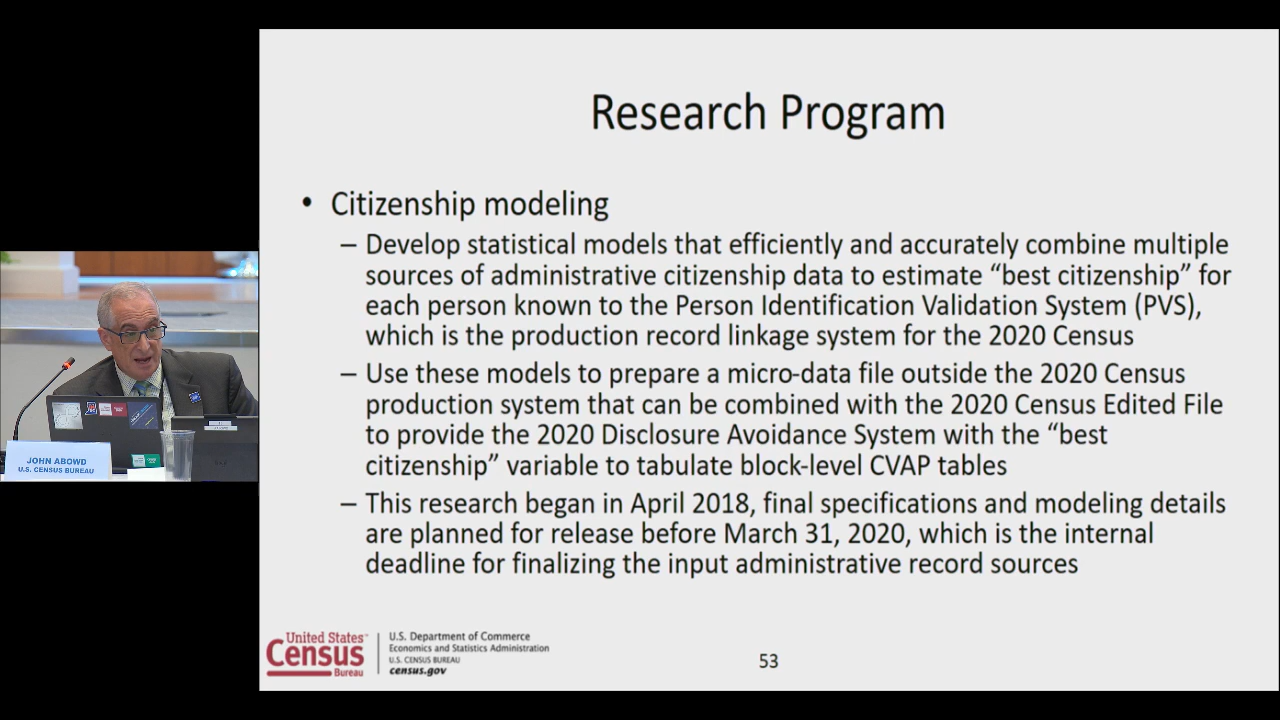 Research Program
• Citizenship modeling
– Develop statistical models that efficiently and accurately combine multiple
sources of administrative citizenship data to estimate “best citizenship” for
each person known to the Person Identification Validation System (PVS),
which is the production record linkage system for the 2020 Census
– Use these models to prepare a micro-data file outside the 2020 Census
production system that can be combined with the 2020 Census Edited File
to provide the 2020 Disclosure Avoidance System with the “best
citizenship” variable to tabulate block-level CVAP tables
– This research began in April 2018, final specifications and modeling details
are planned for release before March 31, 2020, which is the internal
deadline for finalizing the input administrative record sources
United States
Census
Bureau
U.S. Department of Commerce
Economics and Statistics Administration
U.S. CENSUS BUREAU
census.gov
53
JOHN ABOWD
U.S. CENSUS BUREAU